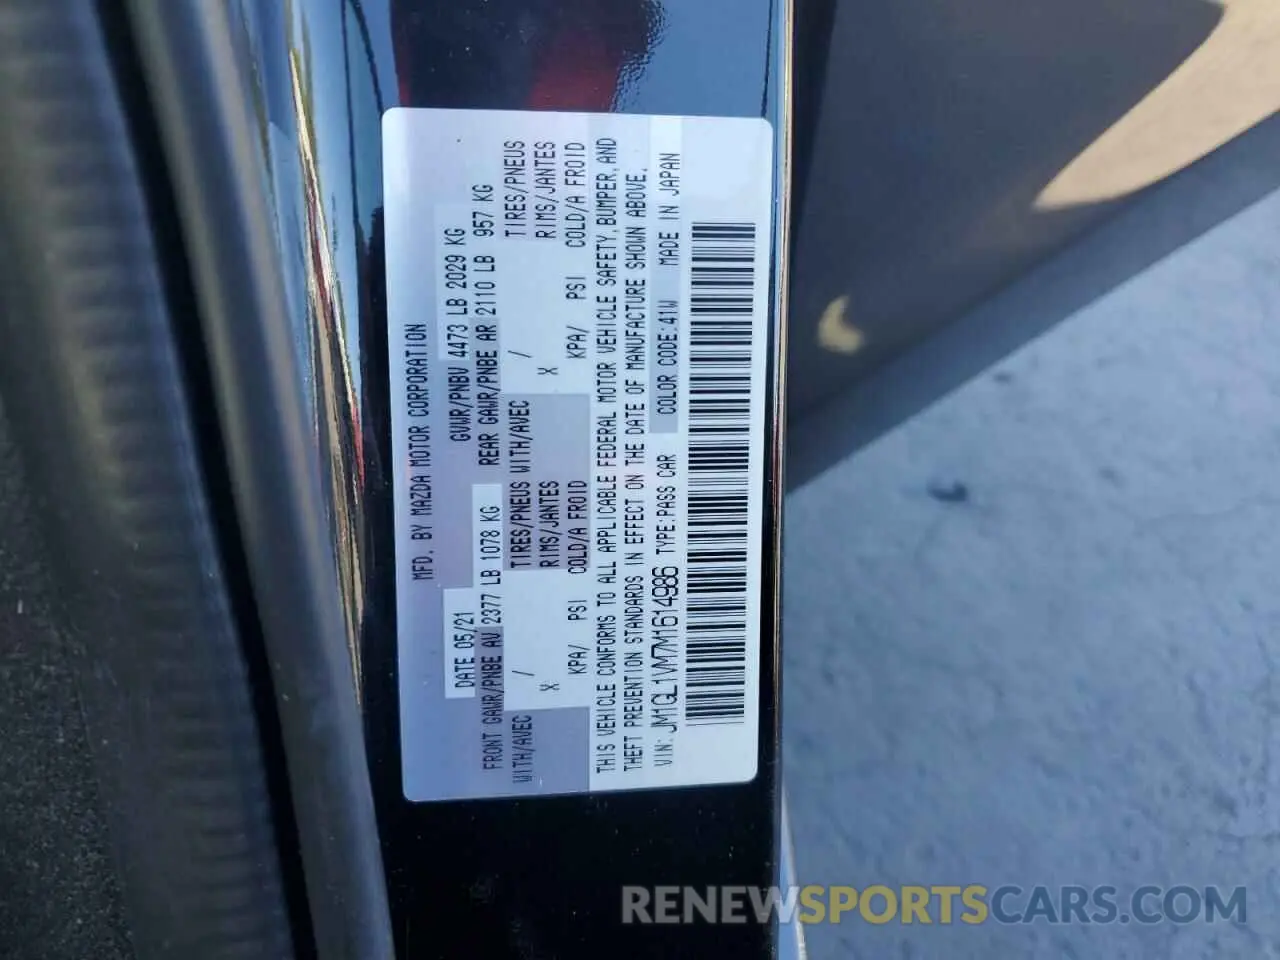 MFD. BY MAZDA MOTOR CORPORATION
DATE 05/21 GVWR/PNBV 4473 LB 2029 KG
FRONT GAWR/PNBE AV 2377 LB 1078 KG REAR GAWR/PNBE AR 2110 LB 957 KG
WITH/AVEC / TIRES/PNEUS WITH/AVEC / TIRES/PNEUS
X RIMS/JANTES X RIMS/JANTES
KPA/ PSI COLD/A FROID KPA/ PSI COLD/A FROID
THIS VEHICLE CONFORMS TO ALL APPLICABLE FEDERAL MOTOR VEHICLE SAFETY, BUMPER, AND
THEFT PREVENTION STANDARDS IN EFFECT ON THE DATE OF MANUFACTURE SHOWN ABOVE.
VIN: JM1GL1VM7M1614986 TYPE:PASS CAR COLOR CODE:41W MADE IN JAPAN
RENEWSPORTSCARS.COM